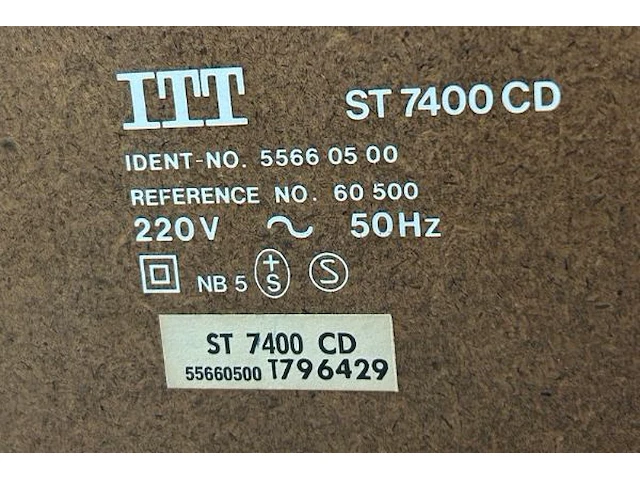 ITT ST 7400 CD
IDENT-NO. 5566 05 00
REFERENCE NO. 60 500
220V ~ 50Hz
NB 5 +S S
ST 7400 CD
55660500 T796429